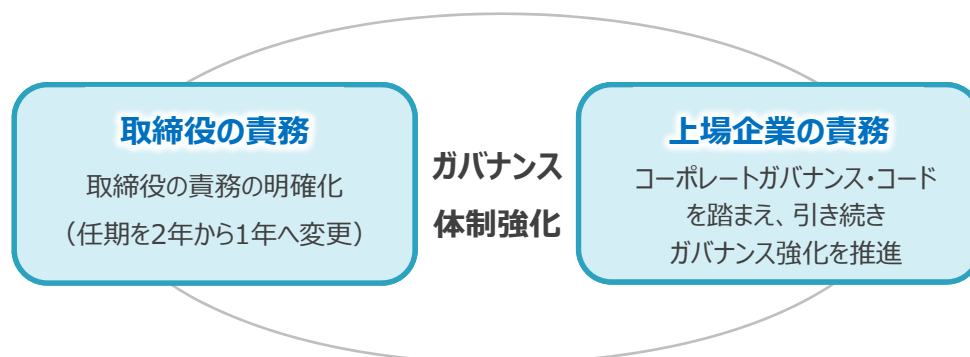 取締役の責務
取締役の責務の明確化
（任期を2年から1年へ変更）
ガバナンス
体制強化
上場企業の責務
コーポレートガバナンス・コード
を踏まえ、引き続き
ガバナンス強化を推進